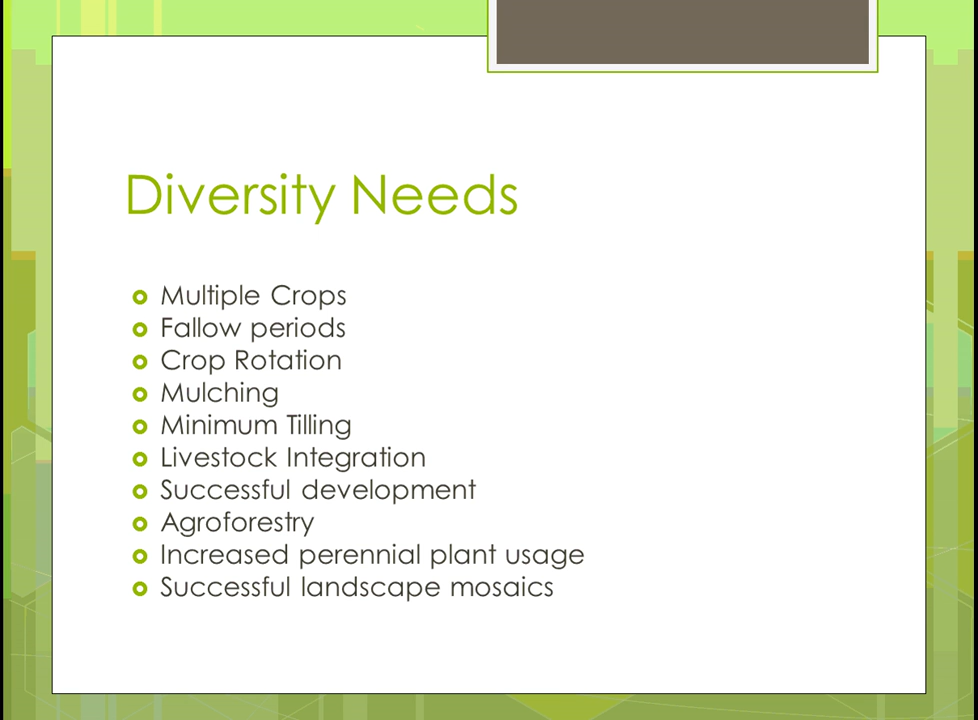 Diversity Needs
Multiple Crops
Fallow periods
Crop Rotation
Mulching
Minimum Tilling
Livestock Integration
Successful development
Agroforestry
Increased perennial plant usage
Successful landscape mosaics